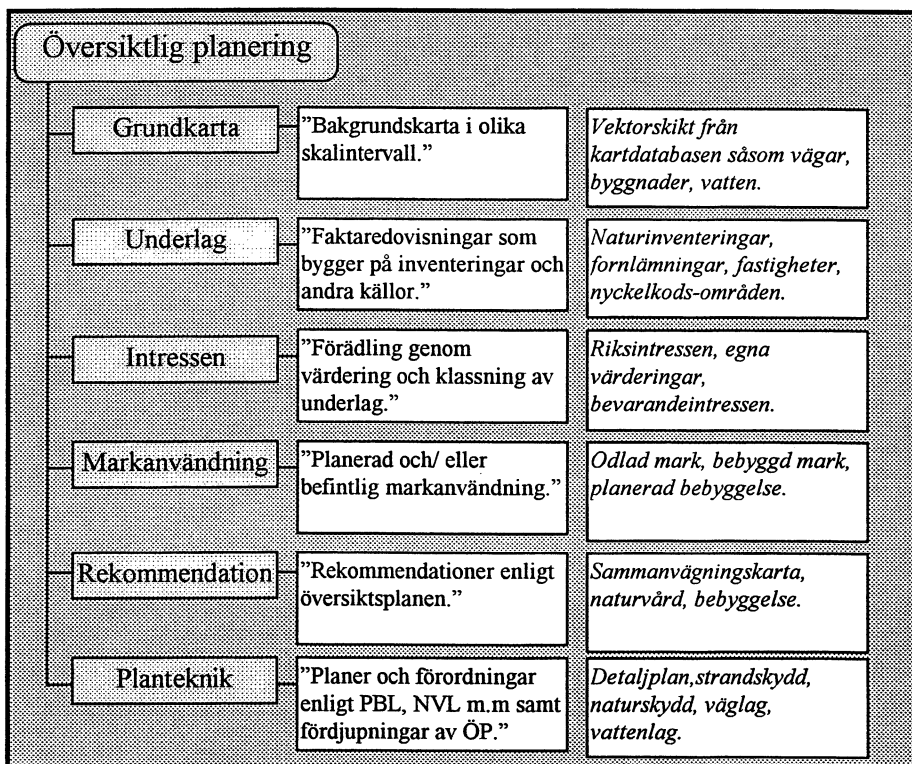 Översiktlig planering
Grundkarta
”Bakgrundskarta i olika
skalintervall.”
Vektorskikt från
kartdatabasen såsom vägar,
byggnader, vatten.
Underlag
”Faktaredovisningar som
bygger på inventeringar och
andra källor.”
Naturinventeringar,
fornlämningar, fastigheter,
nyckelkods-områden.
Intressen
”Förädling genom
värdering och klassning av
underlag.”
Riksintressen, egna
värderingar,
bevarandeintressen.
Markanvändning
”Planerad och/ eller
befintlig markanvändning.”
Odlad mark, bebyggd mark,
planerad bebyggelse.
Rekommendation
”Rekommendationer enligt
översiktsplanen.”
Sammanvägningskarta,
naturvård, bebyggelse.
Planteknik
”Planer och förordningar
enligt PBL, NVL m.m samt
fördjupningar av ÖP.”
Detaljplan,strandskydd,
naturskydd, väglag,
vattenlag.